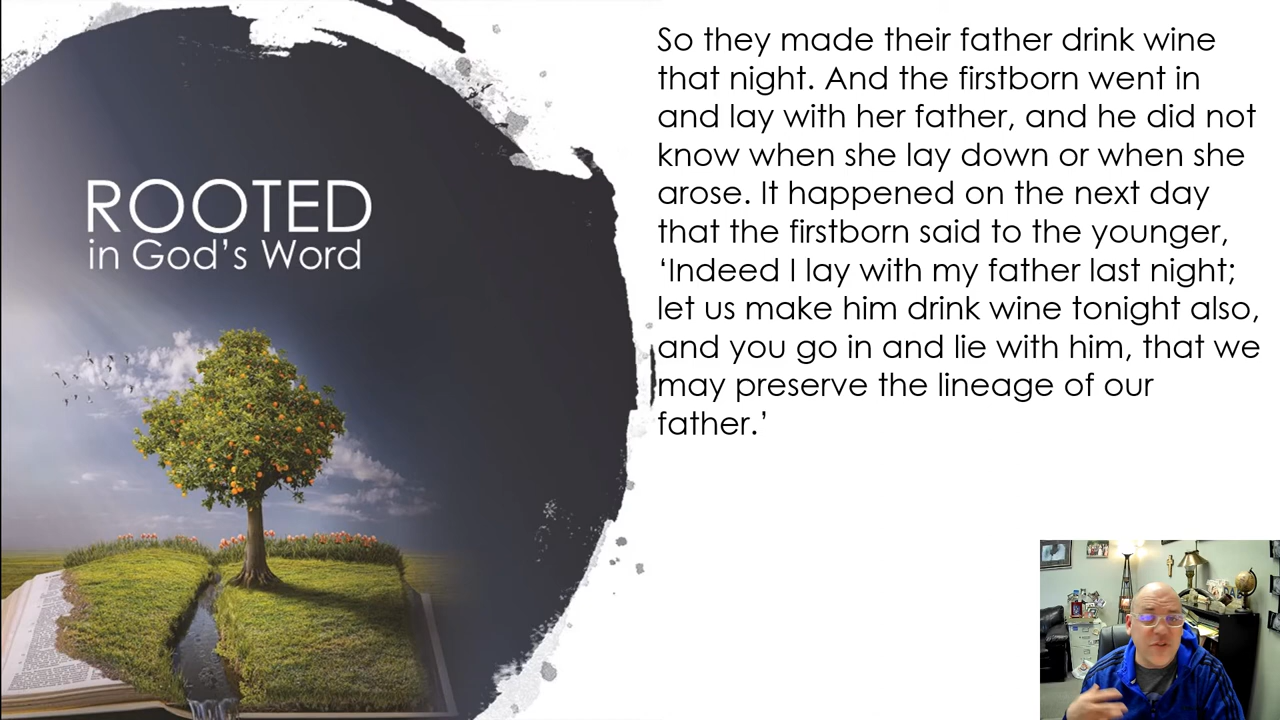 ROOTED
in God’s Word
So they made their father drink wine
that night. And the firstborn went in
and lay with her father, and he did not
know when she lay down or when she
arose. It happened on the next day
that the firstborn said to the younger,
‘Indeed I lay with my father last night;
let us make him drink wine tonight also,
and you go in and lie with him, that we
may preserve the lineage of our
father.’